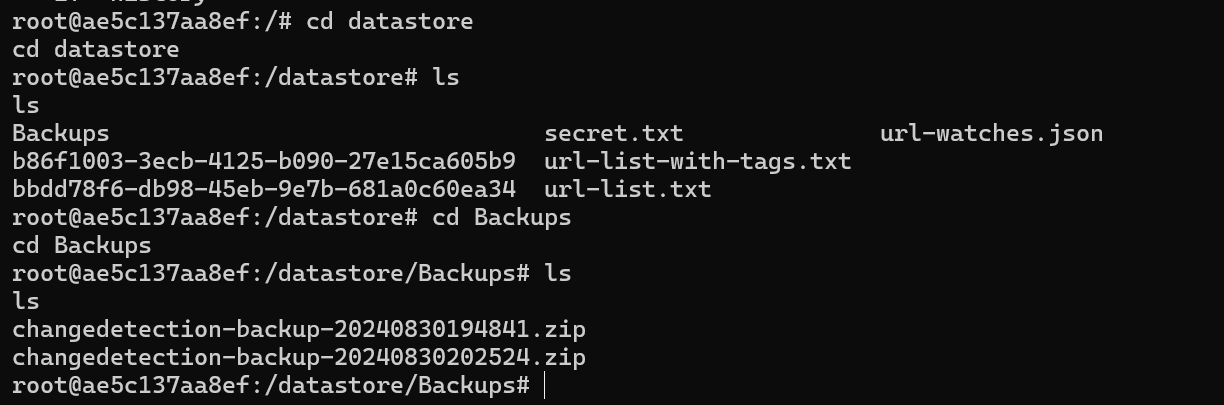 root@ae5c137aa8ef:/# cd datastore
cd datastore
root@ae5c137aa8ef:/datastore# ls
ls
Backups                               secret.txt              url-watches.json
b86f1003-3ecb-4125-b090-27e15ca605b9  url-list-with-tags.txt
bbdd78f6-db98-45eb-9e7b-681a0c60ea34  url-list.txt
root@ae5c137aa8ef:/datastore# cd Backups
cd Backups
root@ae5c137aa8ef:/datastore/Backups# ls
ls
changedetection-backup-20240830194841.zip
changedetection-backup-20240830202524.zip
root@ae5c137aa8ef:/datastore/Backups#